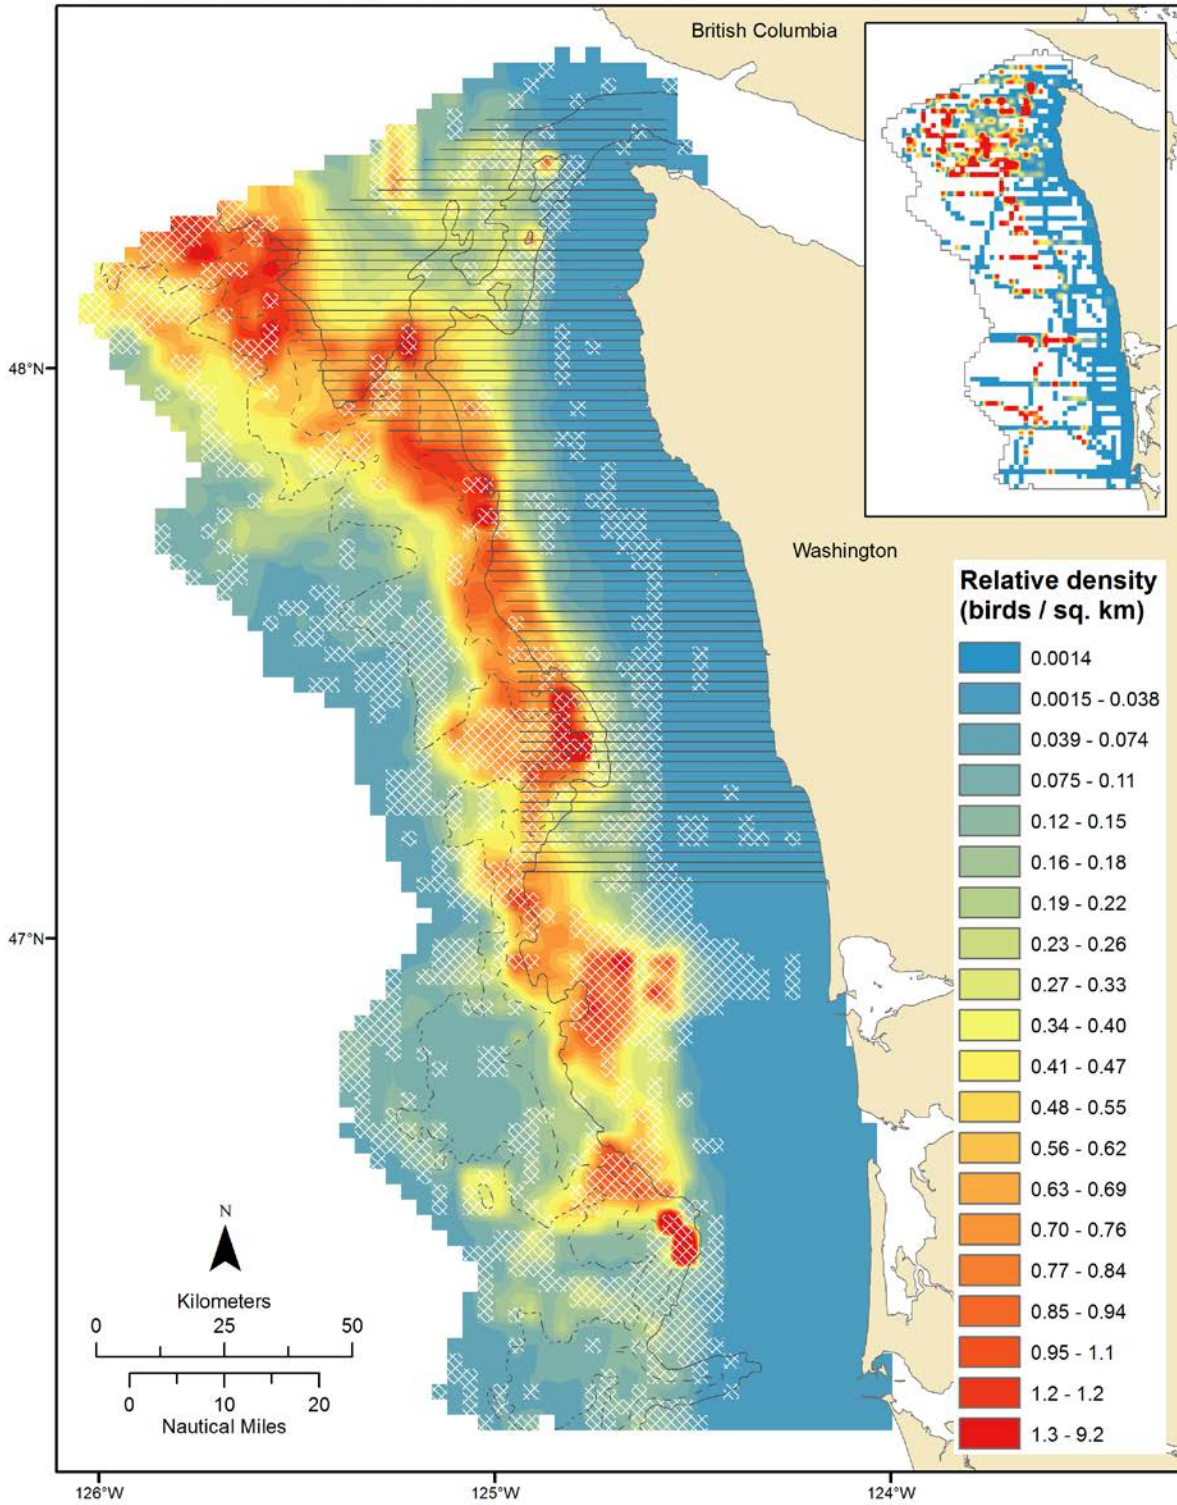 British Columbia
48°N
Washington
Relative density
(birds / sq. km)
0.0014
0.0015 - 0.038
0.039 - 0.074
0.075 - 0.11
0.12 - 0.15
0.16 - 0.18
0.19 - 0.22
0.23 - 0.26
0.27 - 0.33
0.34 - 0.40
0.41 - 0.47
0.48 - 0.55
0.56 - 0.62
0.63 - 0.69
0.70 - 0.76
0.77 - 0.84
0.85 - 0.94
0.95 - 1.1
1.2 - 1.2
1.3 - 9.2
47°N
N
Kilometers
0 25 50
0 10 20
Nautical Miles
126°W 125°W 124°W